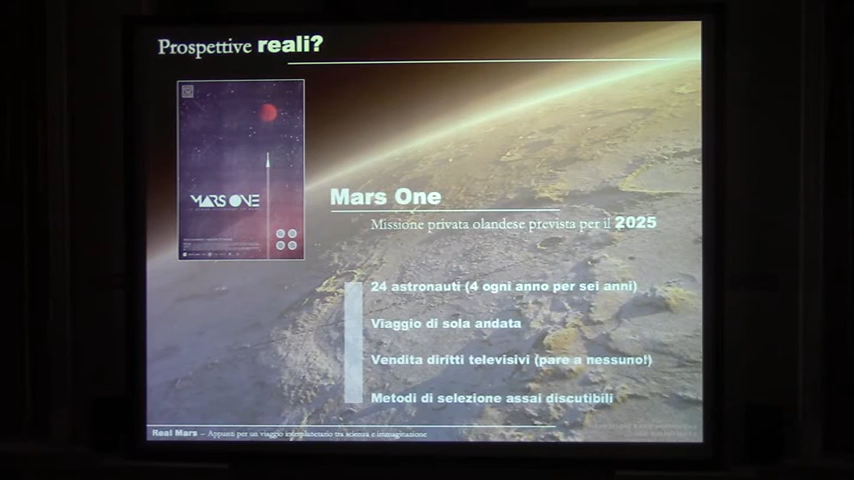 Prospettive reali?
MARS ONE
Mars One
Missione privata olandese prevista per il 2025
24 astronauti (4 ogni anno per sei anni)
Viaggio di sola andata
Vendita diritti televisivi (pare a nessuno!)
Metodi di selezione assai discutibili
Real Mars – Appunti per un viaggio interplanetario tra scienza e immaginazione